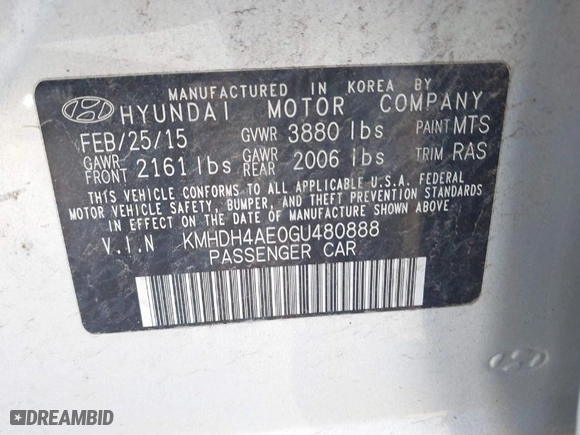 MANUFACTURED IN KOREA BY
HYUNDAI MOTOR COMPANY
FEB/25/15 GVWR 3880 lbs PAINT MTS
GAWR FRONT 2161 lbs GAWR REAR 2006 lbs TRIM RAS
THIS VEHICLE CONFORMS TO ALL APPLICABLE U.S.A. FEDERAL
MOTOR VEHICLE SAFETY, BUMPER, AND THEFT PREVENTION STANDARDS
IN EFFECT ON THE DATE OF MANUFACTURE SHOWN ABOVE.
V.I.N KMHDH4AE0GU480888
PASSENGER CAR
DREAMBID